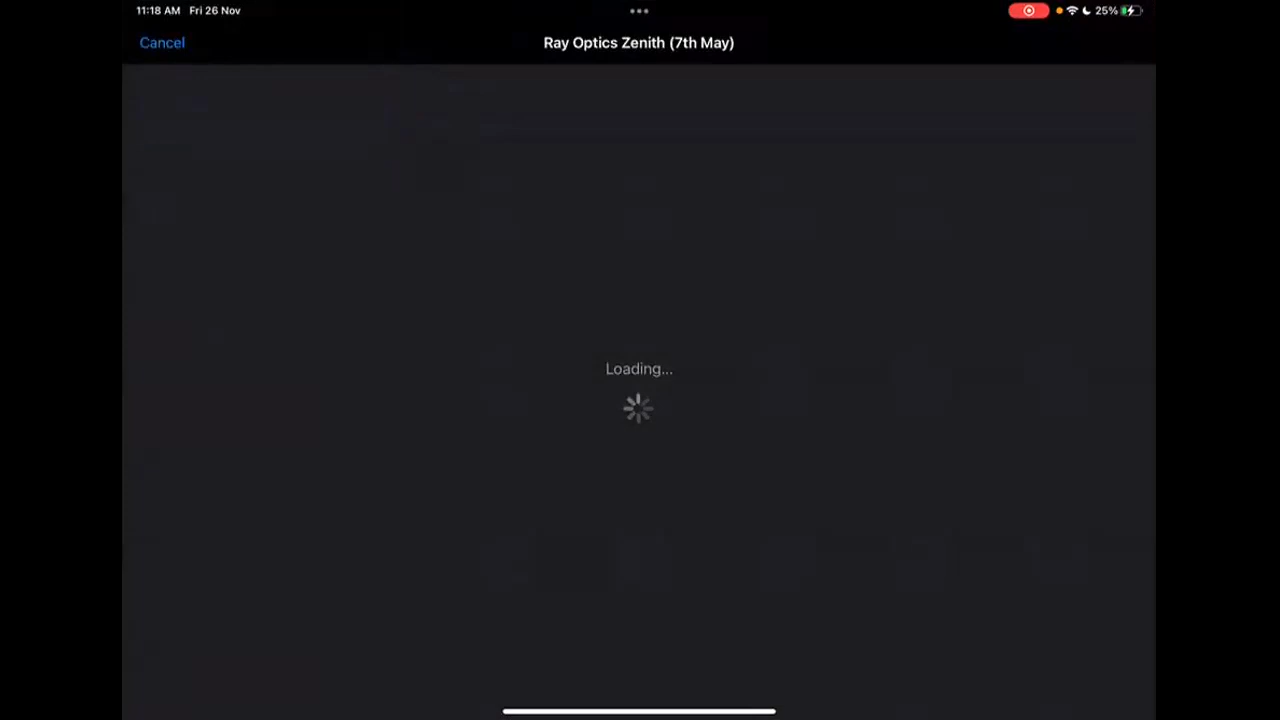 11:18 AM Fri 26 Nov
25%
Cancel
Ray Optics Zenith (7th May)
Loading...